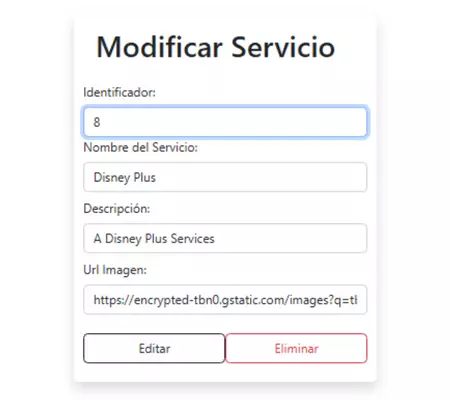 Modificar Servicio
Identificador:
8
Nombre del Servicio:
Disney Plus
Descripción:
A Disney Plus Services
Url Imagen:
https://encrypted-tbn0.gstatic.com/images?q=tl
Editar Eliminar